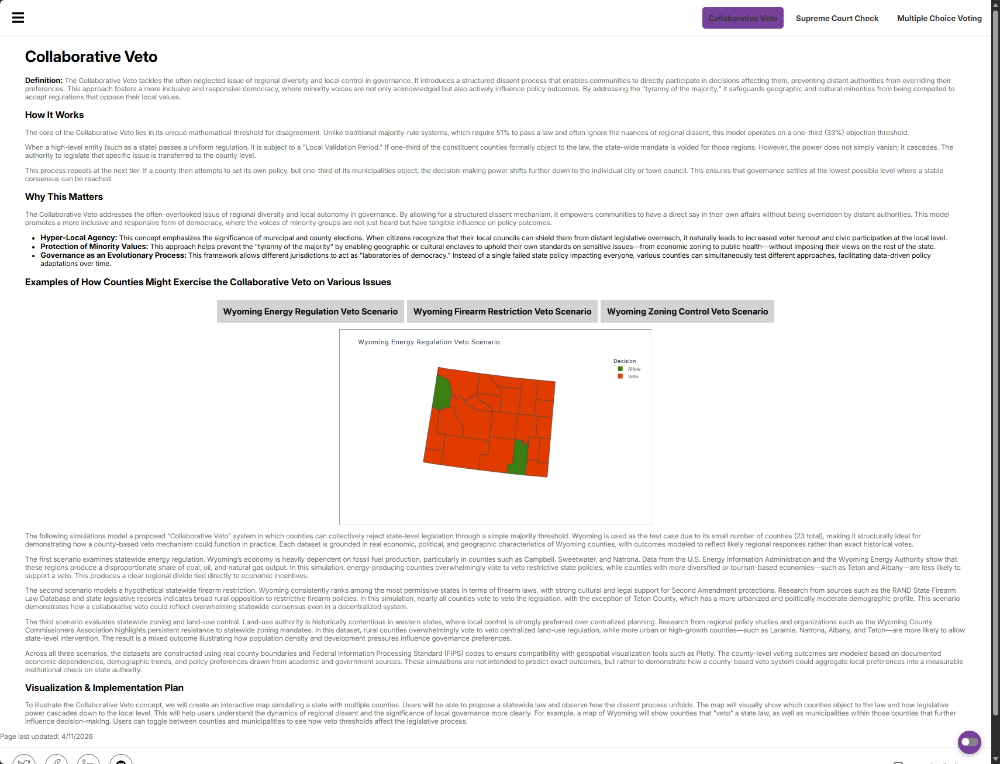 Collaborative Veto
Supreme Court Check
Multiple Choice Voting
Collaborative Veto
Definition: The Collaborative Veto tackles the often neglected issue of regional diversity and local control in governance. It introduces a structured dissent process that enables communities to directly participate in decisions affecting them, preventing distant authorities from overriding their
preferences. This approach fosters a more inclusive and responsive democracy, where minority voices are not only acknowledged but also actively influence policy outcomes. By addressing the "tyranny of the majority," it safeguards geographic and cultural minorities from being compelled to
accept regulations that oppose their local values.
How It Works
The core of the Collaborative Veto lies in its unique mathematical threshold for disagreement. Unlike traditional majority-rule systems, which require 51% to pass a law and often ignore the nuances of regional dissent, this model operates on a one-third (33%) objection threshold.
When a high-level entity (such as a state) passes a uniform regulation, it is subject to a "Local Validation Period." If one-third of the constituent counties formally object to the law, the state-wide mandate is voided for those regions. However, the power does not simply vanish; it cascades. The
authority to legislate that specific issue is transferred to the county level.
This process repeats at the next tier. If a county then attempts to set its own policy, but one-third of its municipalities object, the decision-making power shifts further down to the individual city or town council. This ensures that governance settles at the lowest possible level where a stable
consensus can be reached.
Why This Matters
The Collaborative Veto addresses the often-overlooked issue of regional diversity and local autonomy in governance. By allowing for a structured dissent mechanism, it empowers communities to have a direct say in their own affairs without being overridden by distant authorities. This model
promotes a more inclusive and responsive form of democracy, where the voices of minority groups are not just heard but have tangible influence on policy outcomes.
• Hyper-Local Agency: This concept emphasizes the significance of municipal and county elections. When citizens recognize that their local councils can shield them from distant legislative overreach, it naturally leads to increased voter turnout and civic participation at the local level.
• Protection of Minority Values: This approach helps prevent the "tyranny of the majority" by enabling geographic or cultural enclaves to uphold their own standards on sensitive issues—from economic zoning to public health—without imposing their views on the rest of the state.
• Governance as an Evolutionary Process: This framework allows different jurisdictions to act as "laboratories of democracy." Instead of a single failed state policy impacting everyone, various counties can simultaneously test different approaches, facilitating data-driven policy
adaptations over time.
Examples of How Counties Might Exercise the Collaborative Veto on Various Issues
Wyoming Energy Regulation Veto Scenario
Wyoming Firearm Restriction Veto Scenario
Wyoming Zoning Control Veto Scenario
Wyoming Energy Regulation Veto Scenario
Decision
Allow
Veto
The following simulations model a proposed “Collaborative Veto” system in which counties can collectively reject state-level legislation through a simple majority threshold. Wyoming is used as the test case due to its small number of counties (23 total), making it structurally ideal for
demonstrating how a county-based veto mechanism could function in practice. Each dataset is grounded in real economic, political, and geographic characteristics of Wyoming counties, with outcomes modeled to reflect likely regional responses rather than exact historical votes.
The first scenario examines statewide energy regulation. Wyoming’s economy is heavily dependent on fossil fuel production, particularly in counties such as Campbell, Sweetwater, and Natrona. Data from the U.S. Energy Information Administration and the Wyoming Energy Authority show that
these regions produce a disproportionate share of coal, oil, and natural gas output. In this simulation, energy-producing counties overwhelmingly vote to veto restrictive state policies, while counties with more diversified or tourism-based economies—such as Teton and Albany—are less likely to
support a veto. This produces a clear regional divide tied directly to economic incentives.
The second scenario models a hypothetical statewide firearm restriction. Wyoming consistently ranks among the most permissive states in terms of firearm laws, with strong cultural and legal support for Second Amendment protections. Research from sources such as the RAND State Firearm
Law Database and state legislative records indicates broad rural opposition to restrictive firearm policies. In this simulation, nearly all counties vote to veto the legislation, with the exception of Teton County, which has a more urbanized and politically moderate demographic profile. This scenario
demonstrates how a collaborative veto could reflect overwhelming statewide consensus even in a decentralized system.
The third scenario evaluates statewide zoning and land-use control. Land-use authority is historically contentious in western states, where local control is strongly preferred over centralized planning. Research from regional policy studies and organizations such as the Wyoming County
Commissioners Association highlights persistent resistance to statewide zoning mandates. In this dataset, rural counties overwhelmingly vote to veto centralized land-use regulation, while more urban or high-growth counties—such as Laramie, Natrona, Albany, and Teton—are more likely to allow
state-level intervention. The result is a mixed outcome illustrating how population density and development pressures influence governance preferences.
Across all three scenarios, the datasets are constructed using real county boundaries and Federal Information Processing Standard (FIPS) codes to ensure compatibility with geospatial visualization tools such as Plotly. The county-level voting outcomes are modeled based on documented
economic dependencies, demographic trends, and policy preferences drawn from academic and government sources. These simulations are not intended to predict exact outcomes, but rather to demonstrate how a county-based veto system could aggregate local preferences into a measurable
institutional check on state authority.
Visualization & Implementation Plan
To illustrate the Collaborative Veto concept, we will create an interactive map simulating a state with multiple counties. Users will be able to propose a statewide law and observe how the dissent process unfolds. The map will visually show which counties object to the law and how legislative
power cascades down to the local level. This will help users understand the dynamics of regional dissent and the significance of local governance more clearly. For example, a map of Wyoming will show counties that "veto" a state law, as well as municipalities within those counties that further
influence decision-making. Users can toggle between counties and municipalities to see how veto thresholds affect the legislative process.
Page last updated: 4/11/2026